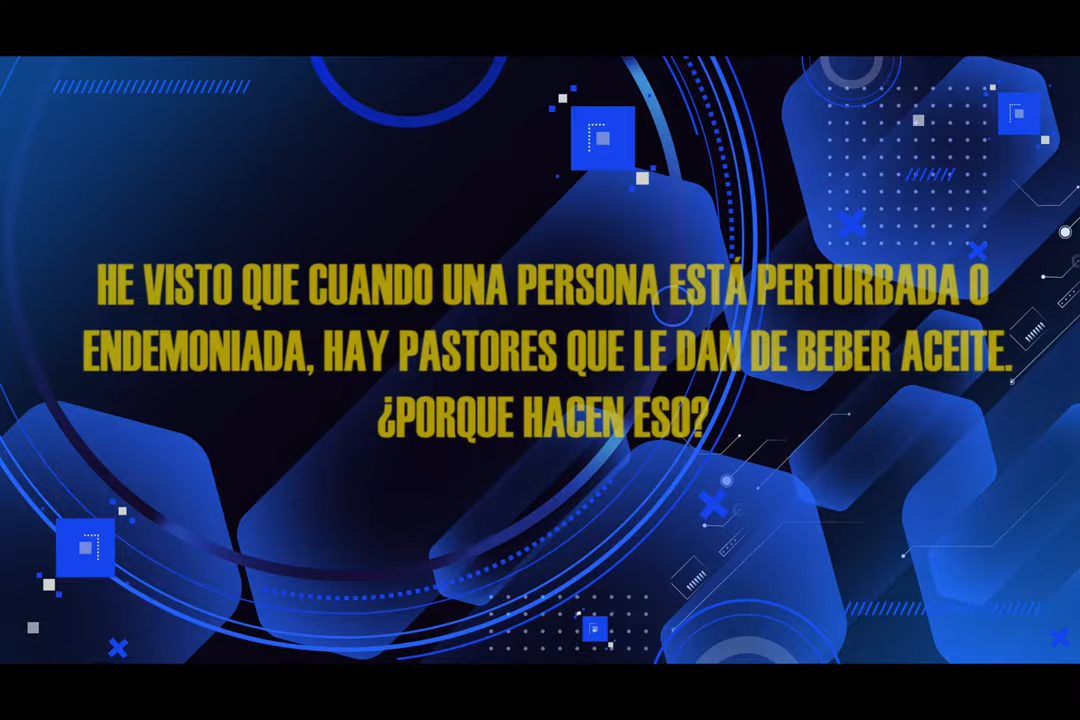 HE VISTO QUE CUANDO UNA PERSONA ESTÁ PERTURBADA O
ENDEMONIADA, HAY PASTORES QUE LE DAN DE BEBER ACEITE.
¿PORQUE HACEN ESO?